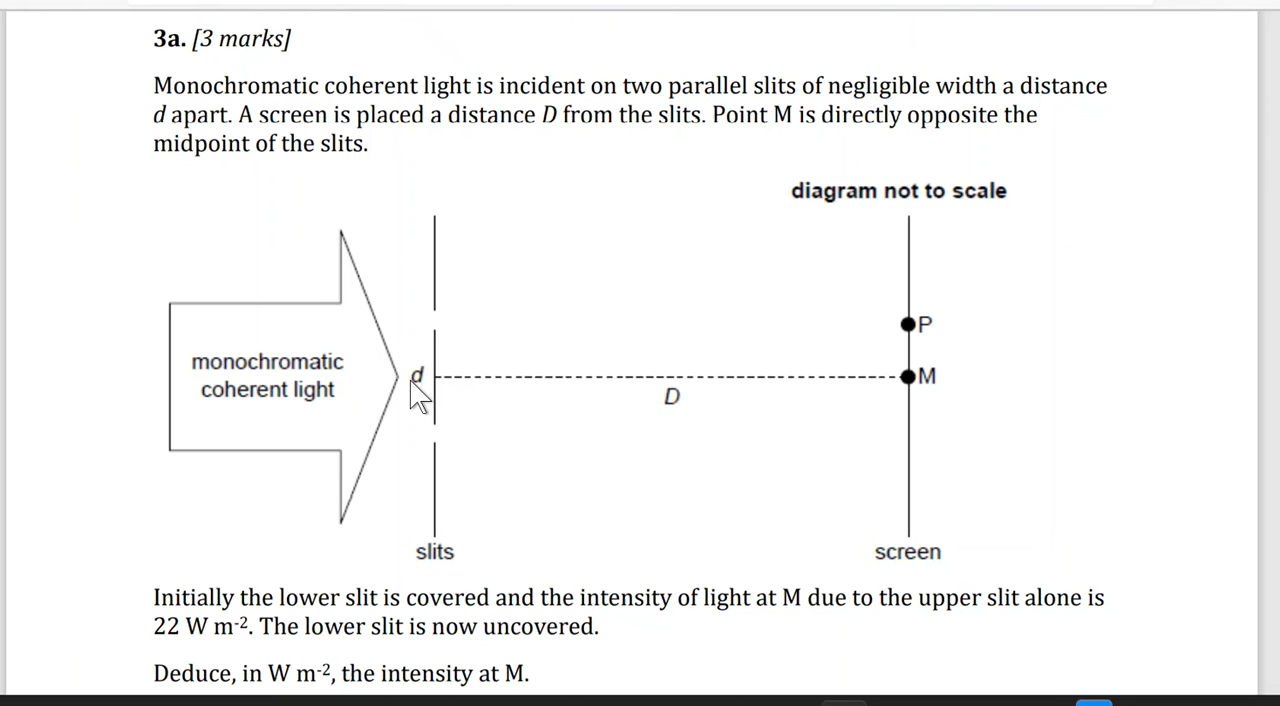 3a. [3 marks]
Monochromatic coherent light is incident on two parallel slits of negligible width a distance
d apart. A screen is placed a distance D from the slits. Point M is directly opposite the
midpoint of the slits.
diagram not to scale
P
monochromatic
coherent light
d
M
D
slits
screen
Initially the lower slit is covered and the intensity of light at M due to the upper slit alone is
22 W m⁻². The lower slit is now uncovered.
Deduce, in W m⁻², the intensity at M.